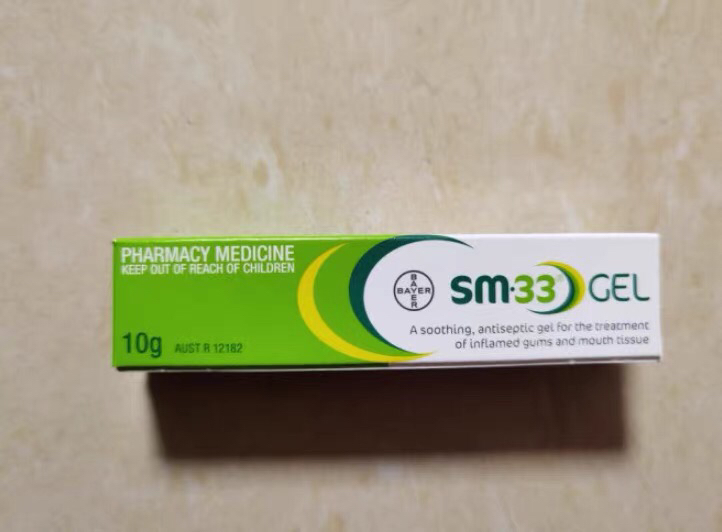 PHARMACY MEDICINE
KEEP OUT OF REACH OF CHILDREN
10g AUST R 12182
BAYER
BAYER
SM·33® GEL
A soothing, antiseptic gel for the treatment
of inflamed gums and mouth tissue